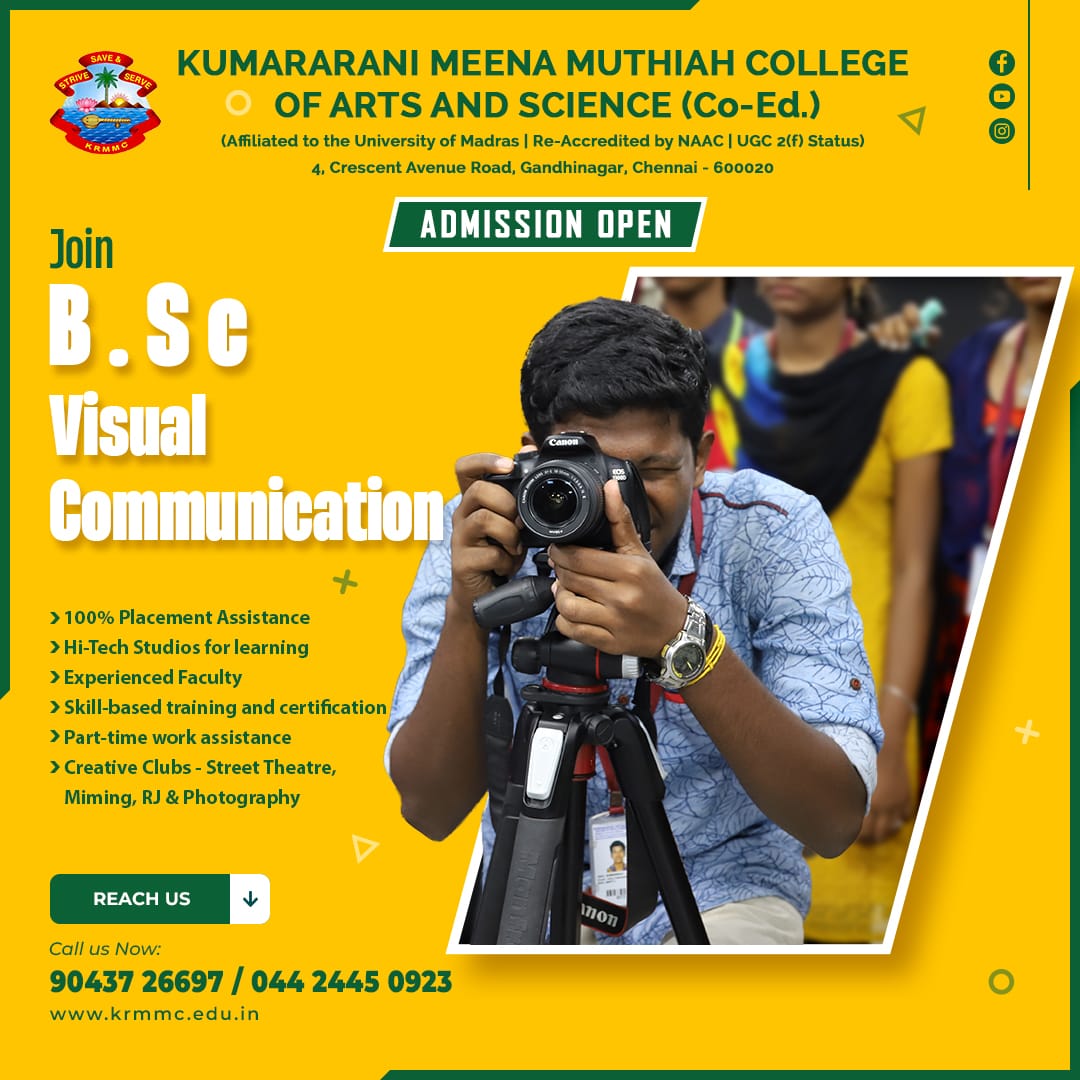 STRIVE SAVE & SERVE
KRMMC
KUMARARANI MEENA MUTHIAH COLLEGE
OF ARTS AND SCIENCE (Co-Ed.)
(Affiliated to the University of Madras | Re-Accredited by NAAC | UGC 2(f) Status)
4, Crescent Avenue Road, Gandhinagar, Chennai - 600020
ADMISSION OPEN
Join
B.Sc
Visual
Communication
Canon
EOS
> 100% Placement Assistance
> Hi-Tech Studios for learning
> Experienced Faculty
> Skill-based training and certification
> Part-time work assistance
> Creative Clubs - Street Theatre,
Miming, RJ & Photography
REACH US
Call us Now:
90437 26697 / 044 2445 0923
www.krmmc.edu.in